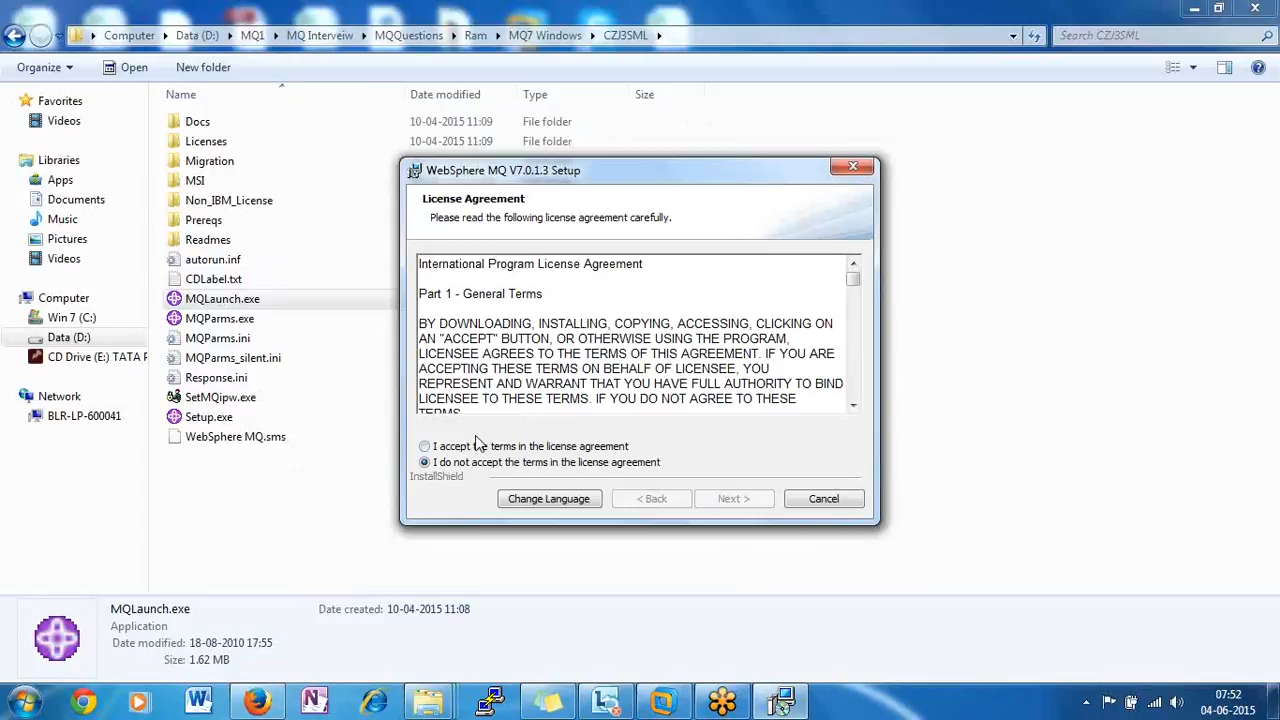 Computer Data (D:) MQ1 MQ Interveiw MQQuestions Ram MQ7 Windows CZJ3SML
Search CZJ3SML
Organize Open New folder
Name Date modified Type Size
Favorites
Videos
Libraries
Apps
Documents
Music
Pictures
Videos
Computer
Win 7 (C:)
Data (D:)
CD Drive (E:) TATA P
Network
BLR-LP-600041
Docs 10-04-2015 11:09 File folder
Licenses 10-04-2015 11:09 File folder
Migration
MSI
Non_IBM_License
Prereqs
Readmes
autorun.inf
CDLabel.txt
MQLaunch.exe
MQParms.exe
MQParms.ini
MQParms_silent.ini
Response.ini
SetMQipw.exe
Setup.exe
WebSphere MQ.sms
WebSphere MQ V7.0.1.3 Setup
License Agreement
Please read the following license agreement carefully.
International Program License Agreement
Part 1 - General Terms
BY DOWNLOADING, INSTALLING, COPYING, ACCESSING, CLICKING ON
AN "ACCEPT" BUTTON, OR OTHERWISE USING THE PROGRAM,
LICENSEE AGREES TO THE TERMS OF THIS AGREEMENT. IF YOU ARE
ACCEPTING THESE TERMS ON BEHALF OF LICENSEE, YOU
REPRESENT AND WARRANT THAT YOU HAVE FULL AUTHORITY TO BIND
LICENSEE TO THESE TERMS. IF YOU DO NOT AGREE TO THESE
TERMS
I accept the terms in the license agreement
I do not accept the terms in the license agreement
InstallShield
Change Language < Back Next > Cancel
MQLaunch.exe Date created: 10-04-2015 11:08
Application
Date modified: 18-08-2010 17:55
Size: 1.62 MB
07:52
04-06-2015